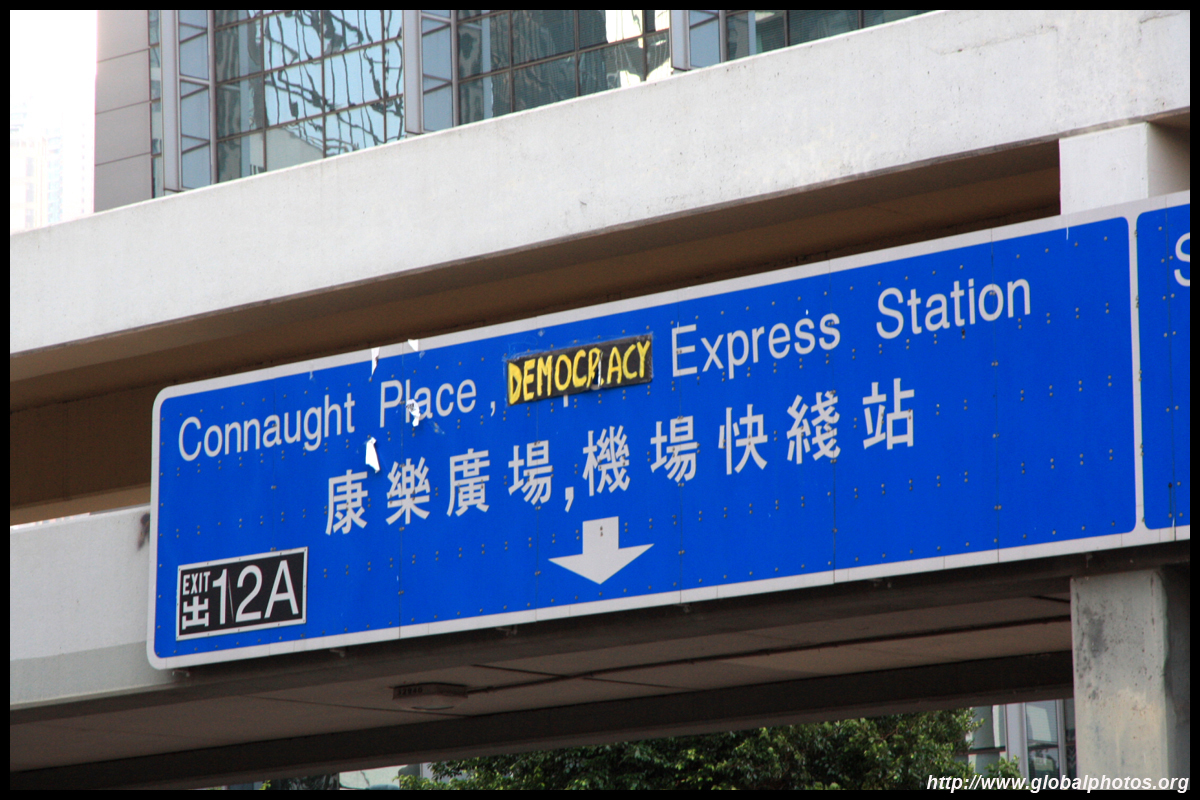 Connaught Place, DEMOCRACY Express Station
康樂廣場,機場快綫站
EXIT
出 12A
S
http://www.globalphotos.org